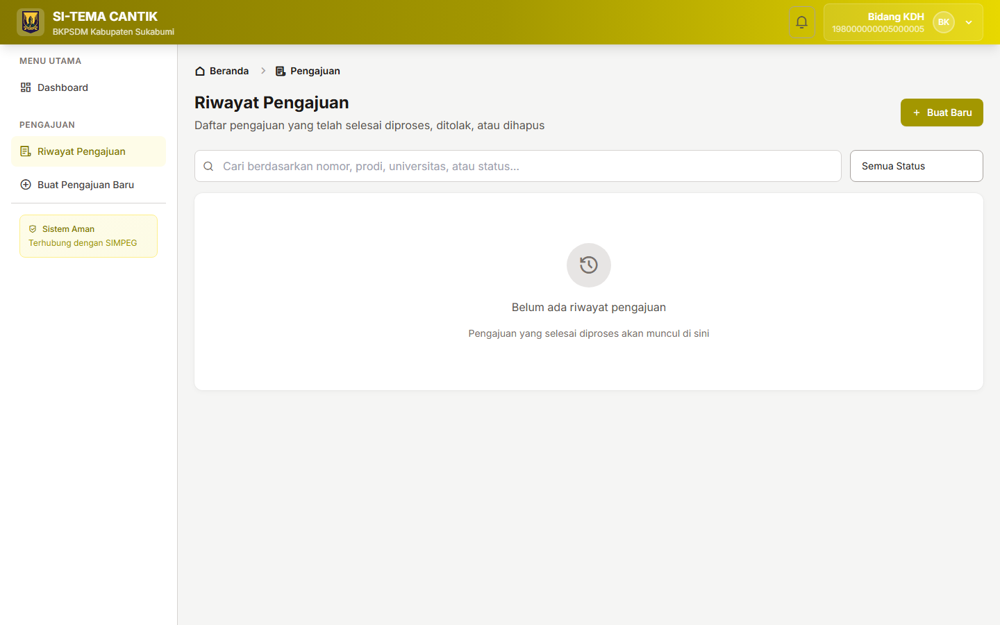 SI-TEMA CANTIK
BKPSDM Kabupaten Sukabumi
Bidang KDH
198000000005000005
BK
MENU UTAMA
Dashboard
PENGAJUAN
Riwayat Pengajuan
Buat Pengajuan Baru
Sistem Aman
Terhubung dengan SIMPEG
Beranda
Pengajuan
Riwayat Pengajuan
Daftar pengajuan yang telah selesai diproses, ditolak, atau dihapus
+ Buat Baru
Cari berdasarkan nomor, prodi, universitas, atau status...
Semua Status
Belum ada riwayat pengajuan
Pengajuan yang selesai diproses akan muncul di sini